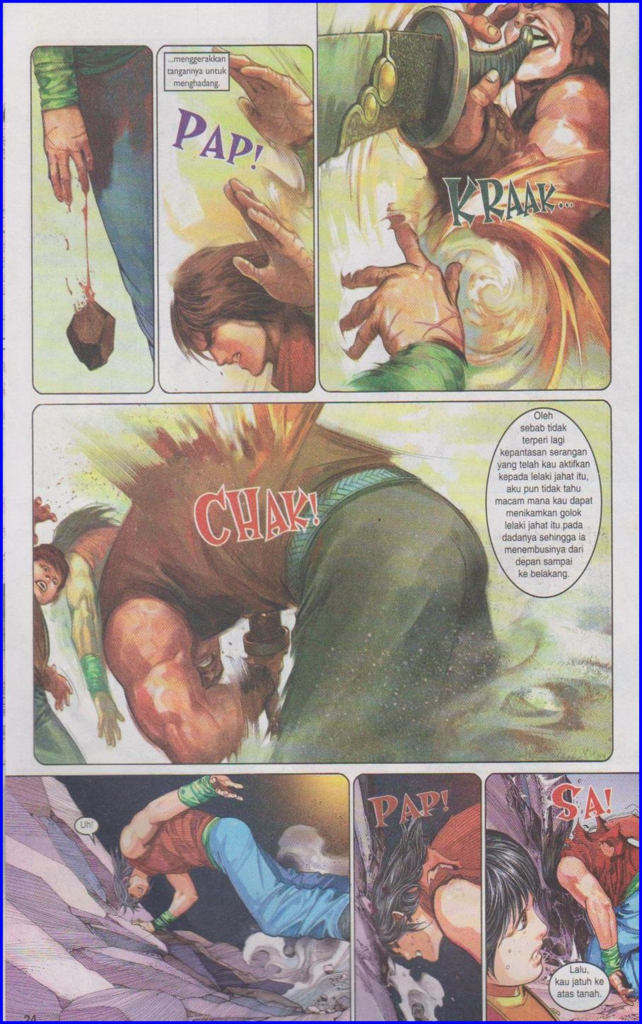 ...menggerakkan
tangannya untuk
menghadang.
PAP!
KRAAK...
CHAK!
Oleh
sebab tidak
terperi lagi
kepantasan serangan
yang telah kau aktifkan
kepada lelaki jahat itu,
aku pun tidak tahu
macam mana kau dapat
menikamkan golok
lelaki jahat itu pada
dadanya sehingga ia
menembusinya dari
depan sampai
ke belakang.
Uh!
PAP!
SA!
Lalu,
kau jatuh ke
atas tanah.
24